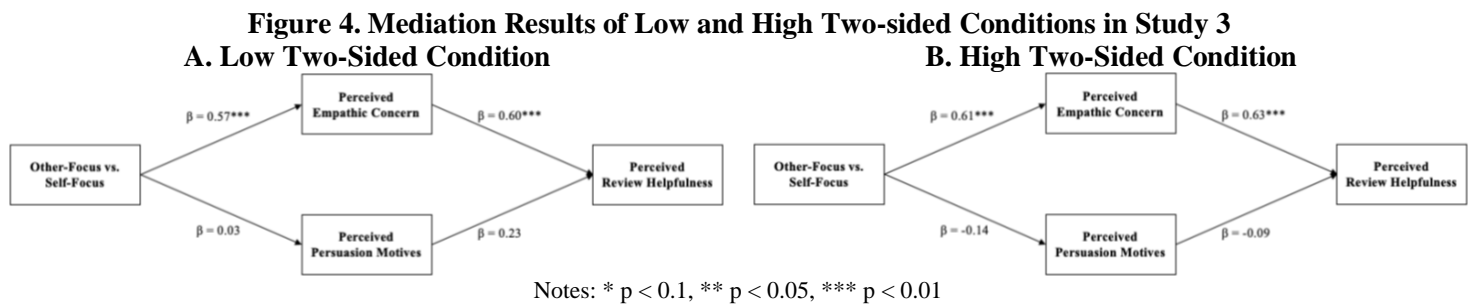 Figure 4. Mediation Results of Low and High Two-sided Conditions in Study 3
A. Low Two-Sided Condition
Perceived
Empathic Concern
β = 0.57***
β = 0.60***
Other-Focus vs.
Self-Focus
Perceived
Review Helpfulness
β = 0.03
β = 0.23
Perceived
Persuasion Motives
B. High Two-Sided Condition
Perceived
Empathic Concern
β = 0.61***
β = 0.63***
Other-Focus vs.
Self-Focus
Perceived
Review Helpfulness
β = -0.14
β = -0.09
Perceived
Persuasion Motives
Notes: * p < 0.1, ** p < 0.05, *** p < 0.01